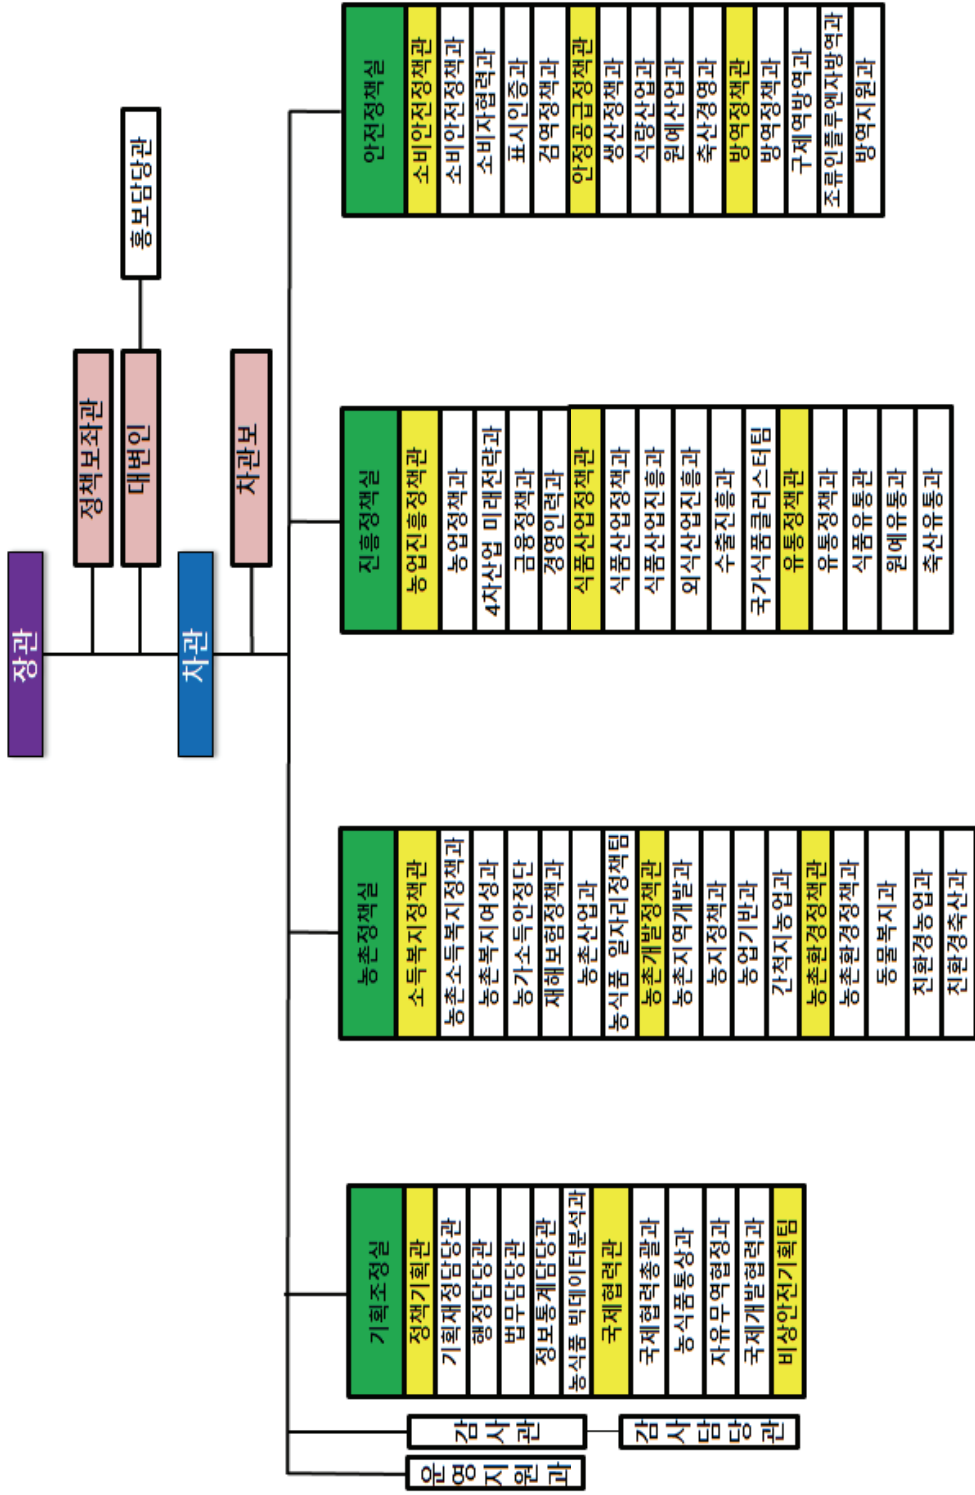 장관
정책보좌관
대변인
홍보담당관
차관
차관보
운영지원과
감사관
감사담당관
기획조정실
정책기획관
기획재정담당관
행정담당관
법무담당관
정보통계담당관
농식품 빅데이터분석과
국제협력관
국제협력총괄과
농식품통상과
자유무역협정과
국제개발협력과
비상안전기획팀
농촌정책실
소득복지정책관
농촌소득복지정책과
농촌복지여성과
농가소득안정단
재해보험정책과
농촌산업과
농식품 일자리정책팀
농촌개발정책관
농촌지역개발과
농지정책과
농업기반과
간척지농업과
농촌환경정책관
농촌환경정책과
동물복지과
친환경농업과
친환경축산과
진흥정책실
농업진흥정책관
농업정책과
4차산업 미래전략과
금융정책과
경영인력과
식품산업정책관
식품산업정책과
식품산업진흥과
외식산업진흥과
수출진흥과
국가식품클러스터팀
유통정책관
유통정책과
식품유통관
원예유통과
축산유통과
안전정책실
소비안전정책관
소비안전정책과
소비자협력과
표시인증과
검역정책과
안정공급정책관
생산정책과
식량산업과
원예산업과
축산경영과
방역정책관
방역정책과
구제역방역과
조류인플루엔자방역과
방역지원과